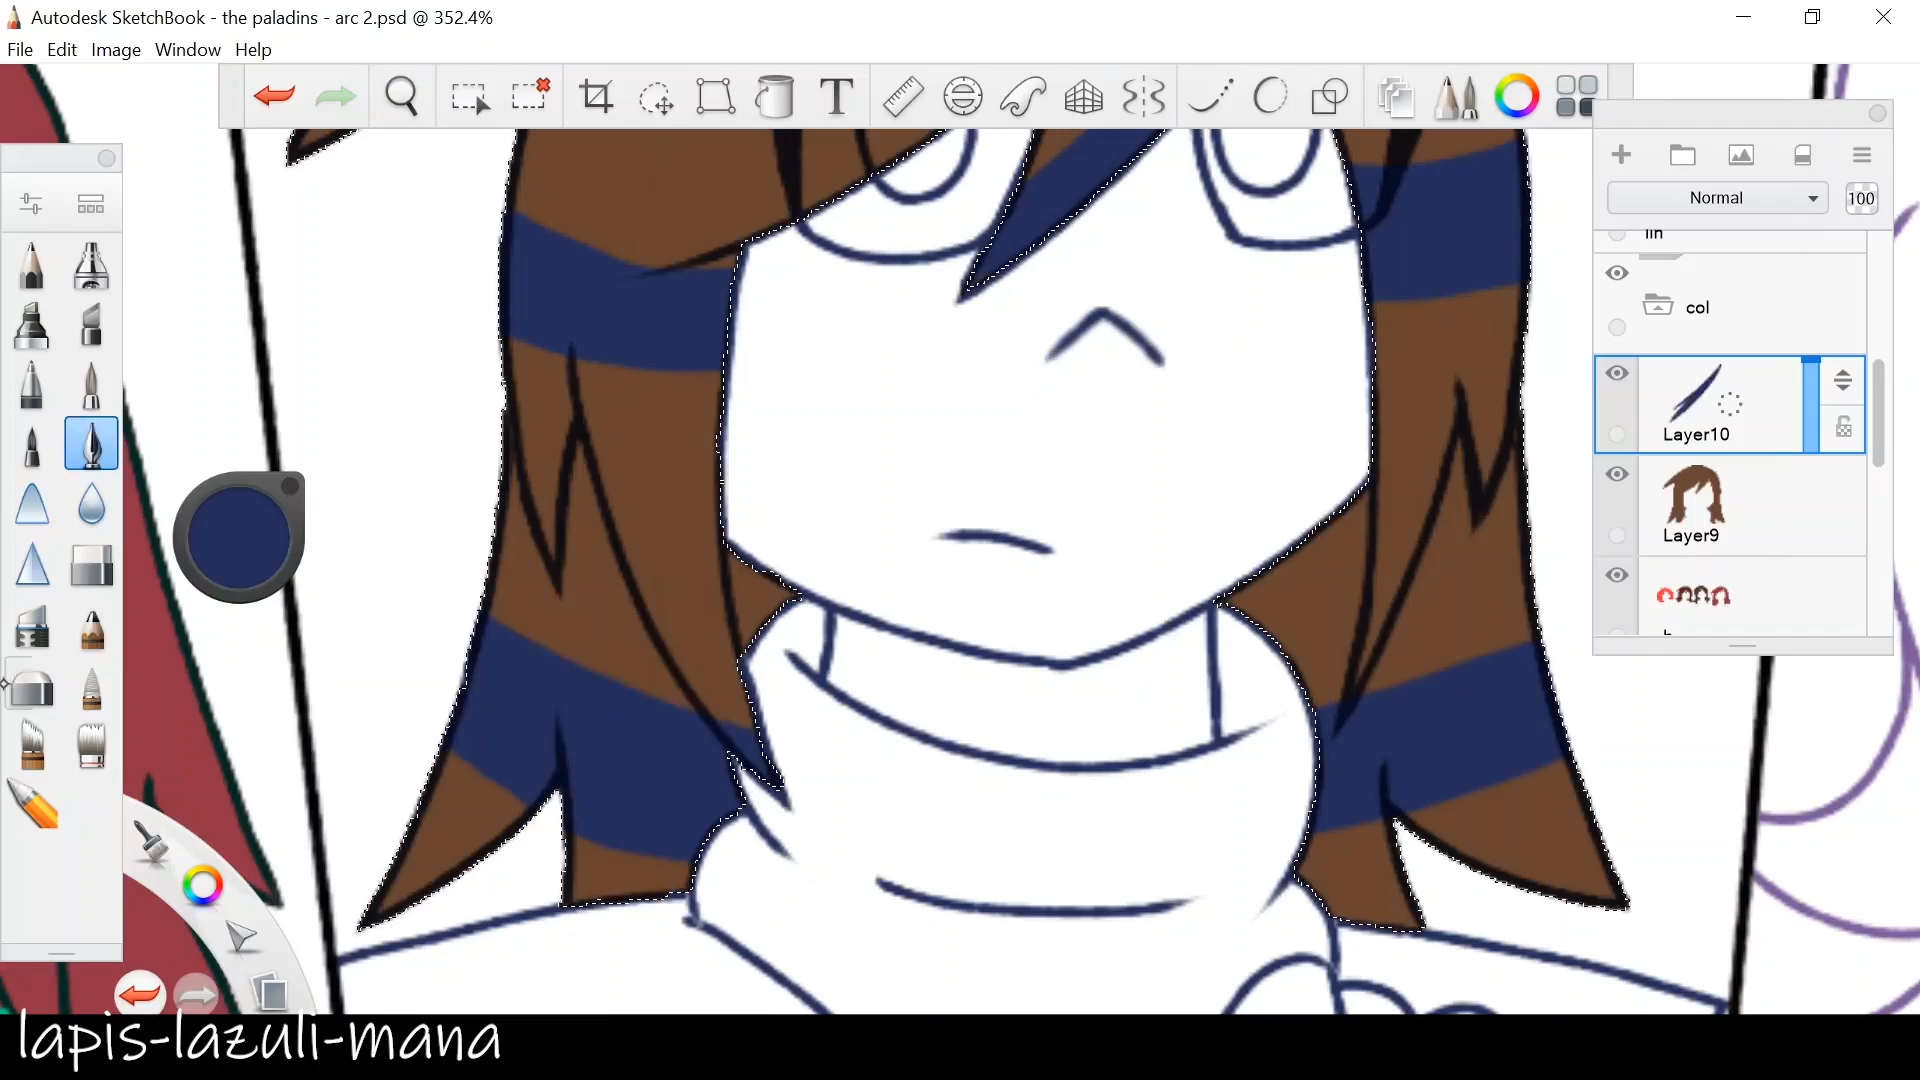 Autodesk SketchBook - the paladins - arc 2.psd @ 352.4%
File Edit Image Window Help
T
Normal
100
lin
col
Layer10
Layer9
lapis-lazuli-mana